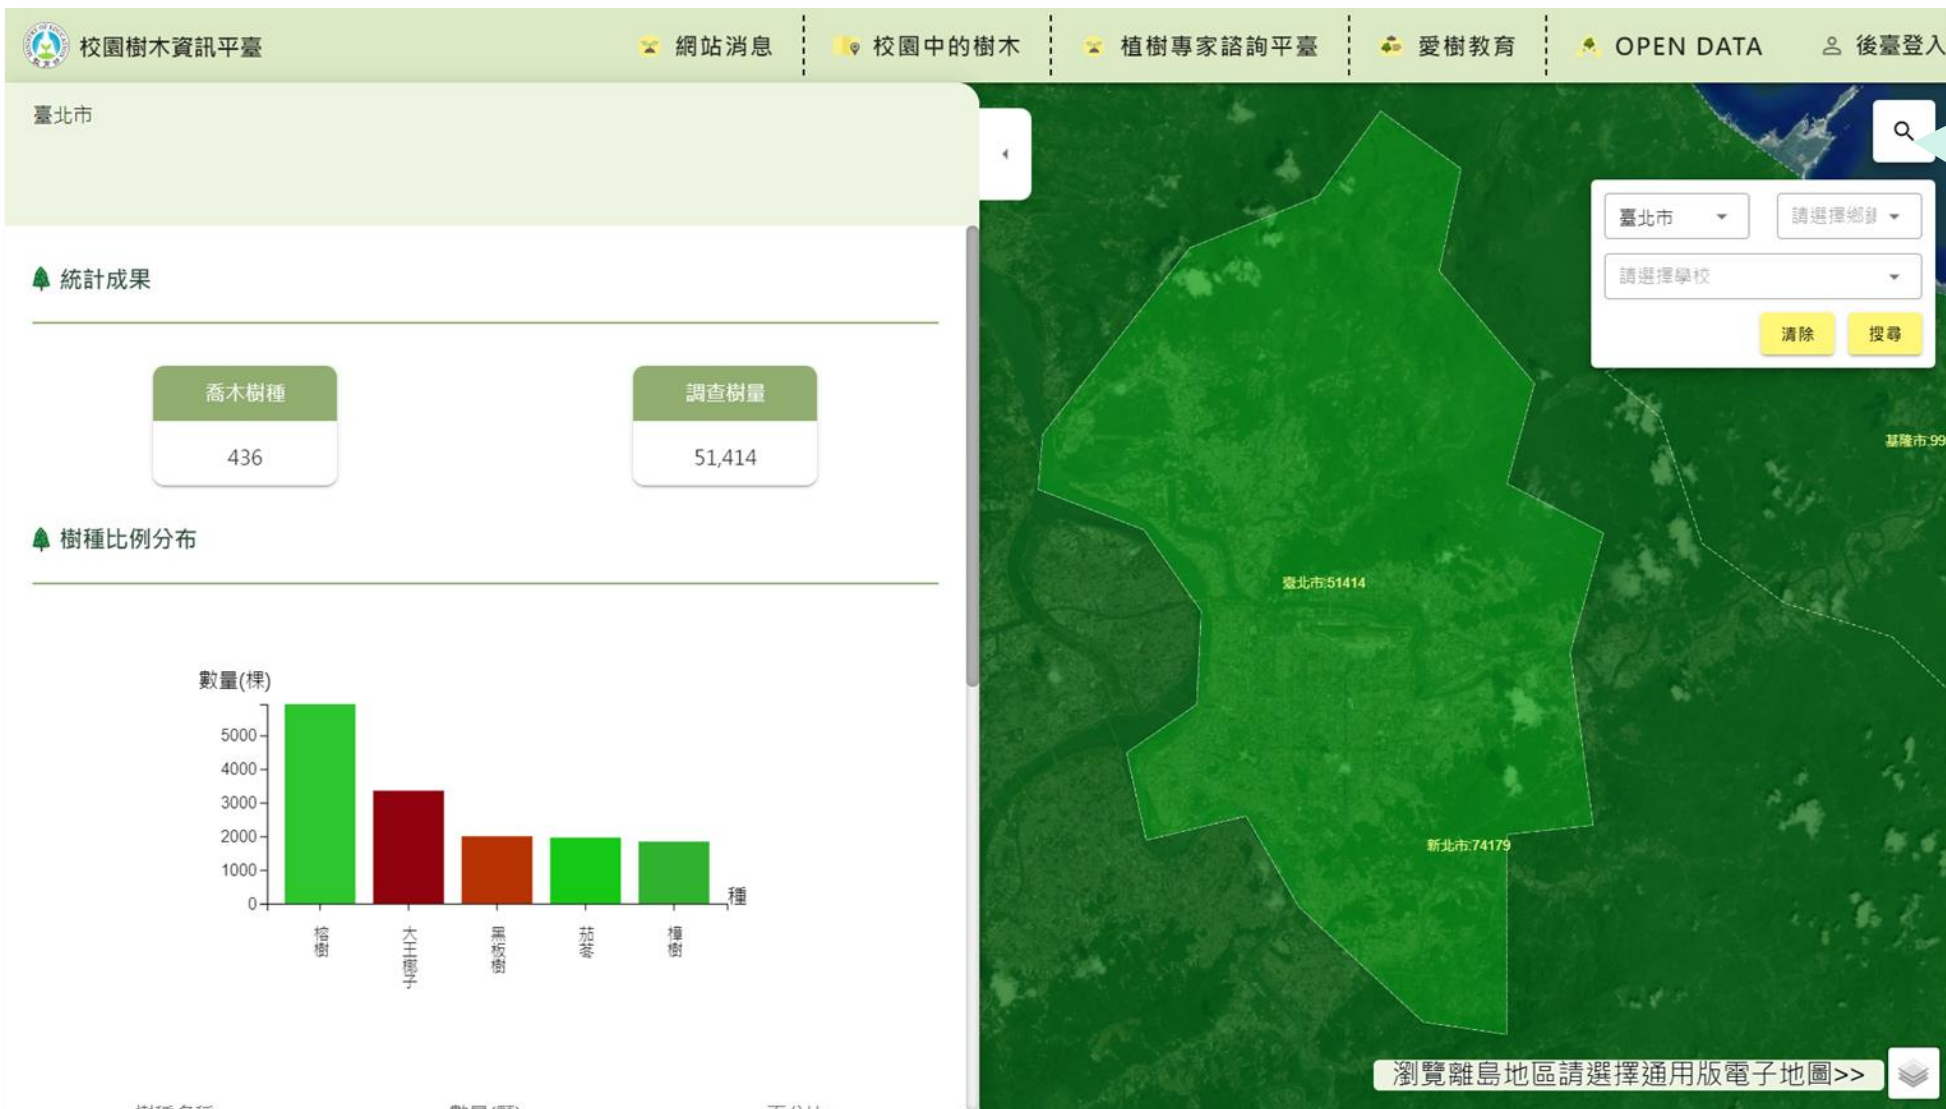 校園樹木資訊平臺
網站消息
校園中的樹木
植樹專家諮詢平臺
愛樹教育
OPEN DATA
後臺登入
臺北市
統計成果
喬木樹種
436
調查樹量
51,414
樹種比例分布
數量(棵)
5000
4000
3000
2000
1000
0
種
榕樹
大王椰子
黑板樹
茄苳
樟樹
臺北市
請選擇鄉鎮
請選擇學校
清除
搜尋
基隆市:99
臺北市:51414
新北市:74179
瀏覽離島地區請選擇通用版電子地圖>>